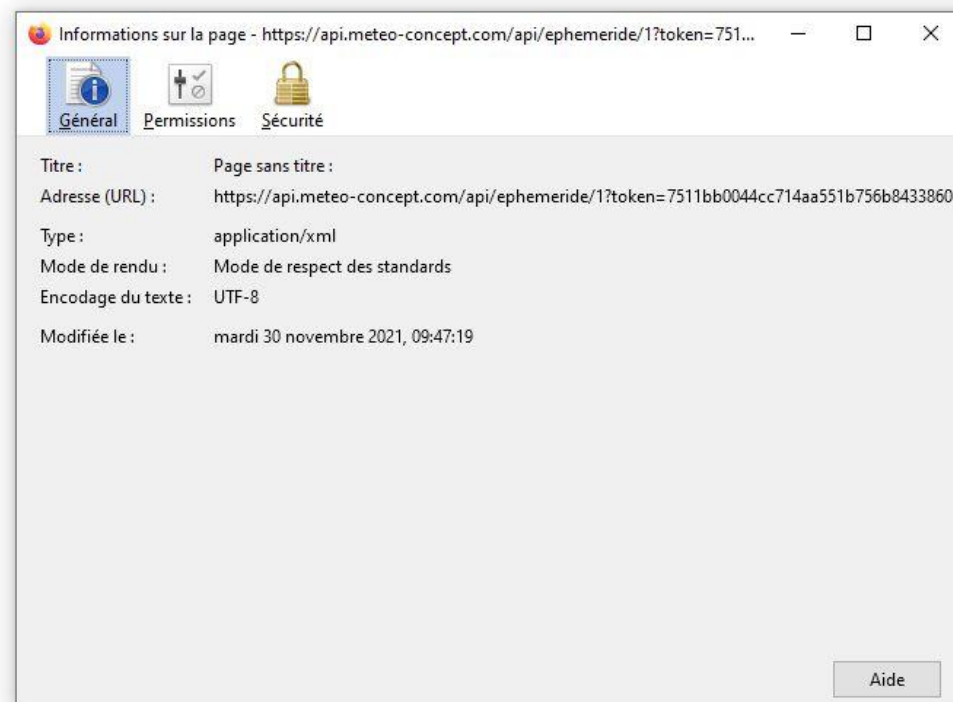 Informations sur la page - https://api.meteo-concept.com/api/ephemeride/1?token=751...
Général Permissions Sécurité
Titre : Page sans titre :
Adresse (URL) : https://api.meteo-concept.com/api/ephemeride/1?token=7511bb0044cc714aa551b756b8433860
Type : application/xml
Mode de rendu : Mode de respect des standards
Encodage du texte : UTF-8
Modifiée le : mardi 30 novembre 2021, 09:47:19
Aide